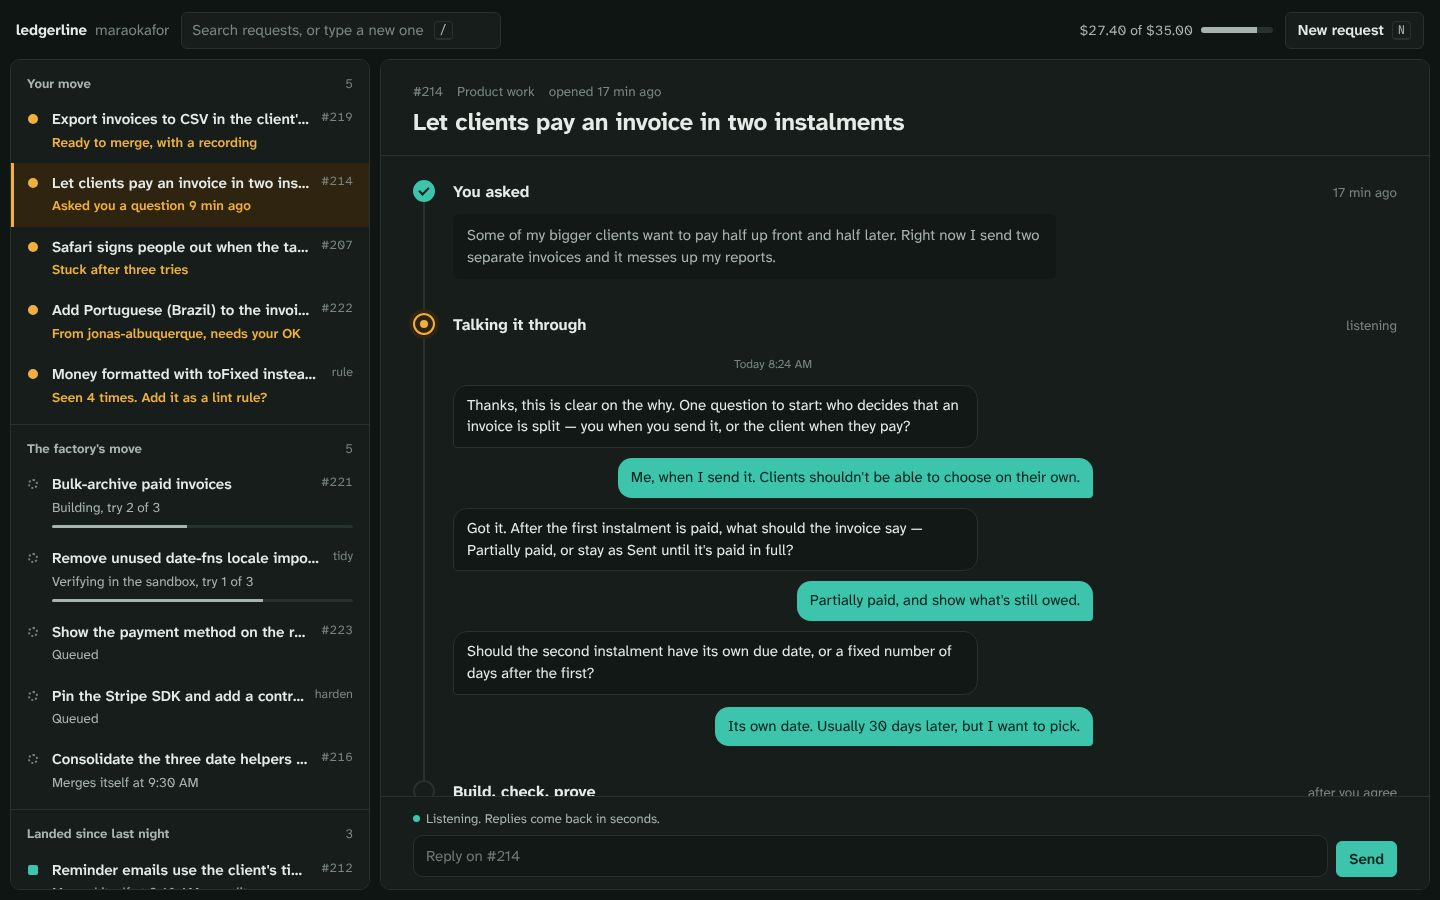 ledgerline maraokafor
Search requests, or type a new one /
$27.40 of $35.00
New request N
Your move 5
Export invoices to CSV in the client'... #219
Ready to merge, with a recording
Let clients pay an invoice in two ins... #214
Asked you a question 9 min ago
Safari signs people out when the ta... #207
Stuck after three tries
Add Portuguese (Brazil) to the invoi... #222
From jonas-albuquerque, needs your OK
Money formatted with toFixed instea... rule
Seen 4 times. Add it as a lint rule?
The factory's move 5
Bulk-archive paid invoices #221
Building, try 2 of 3
Remove unused date-fns locale impo... tidy
Verifying in the sandbox, try 1 of 3
Show the payment method on the r... #223
Queued
Pin the Stripe SDK and add a contr... harden
Queued
Consolidate the three date helpers ... #216
Merges itself at 9:30 AM
Landed since last night 3
Reminder emails use the client's ti... #212
#214 Product work opened 17 min ago
Let clients pay an invoice in two instalments
You asked 17 min ago
Some of my bigger clients want to pay half up front and half later. Right now I send two
separate invoices and it messes up my reports.
Talking it through listening
Today 8:24 AM
Thanks, this is clear on the why. One question to start: who decides that an
invoice is split — you when you send it, or the client when they pay?
Me, when I send it. Clients shouldn't be able to choose on their own.
Got it. After the first instalment is paid, what should the invoice say —
Partially paid, or stay as Sent until it's paid in full?
Partially paid, and show what's still owed.
Should the second instalment have its own due date, or a fixed number of
days after the first?
Its own date. Usually 30 days later, but I want to pick.
Build, check, prove after you agree
Listening. Replies come back in seconds.
Reply on #214
Send